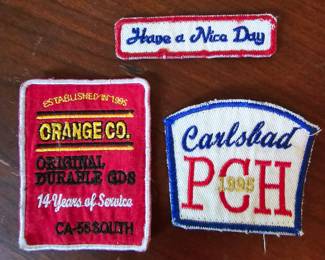 Have a Nice Day
ESTABLISHED IN 1995
ORANGE CO.
ORIGINAL
DURABLE GDS
14 Years of Service
CA-55 SOUTH
Carlsbad
PCH
1995